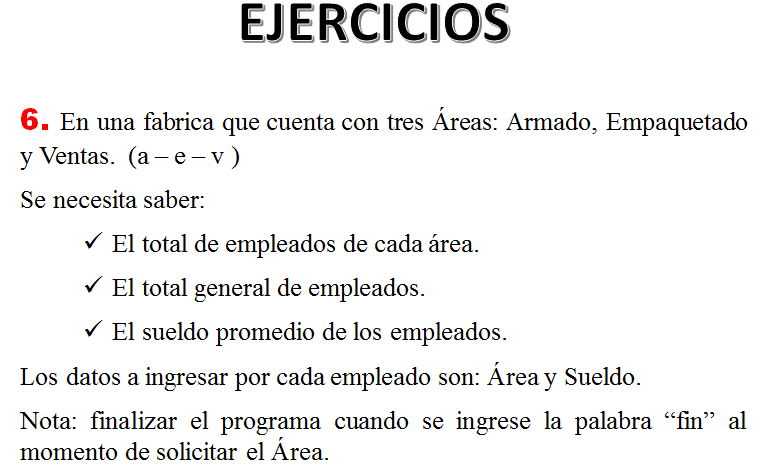 EJERCICIOS
6. En una fabrica que cuenta con tres Áreas: Armado, Empaquetado
y Ventas. (a – e – v )
Se necesita saber:
✓ El total de empleados de cada área.
✓ El total general de empleados.
✓ El sueldo promedio de los empleados.
Los datos a ingresar por cada empleado son: Área y Sueldo.
Nota: finalizar el programa cuando se ingrese la palabra “fin” al
momento de solicitar el Área.